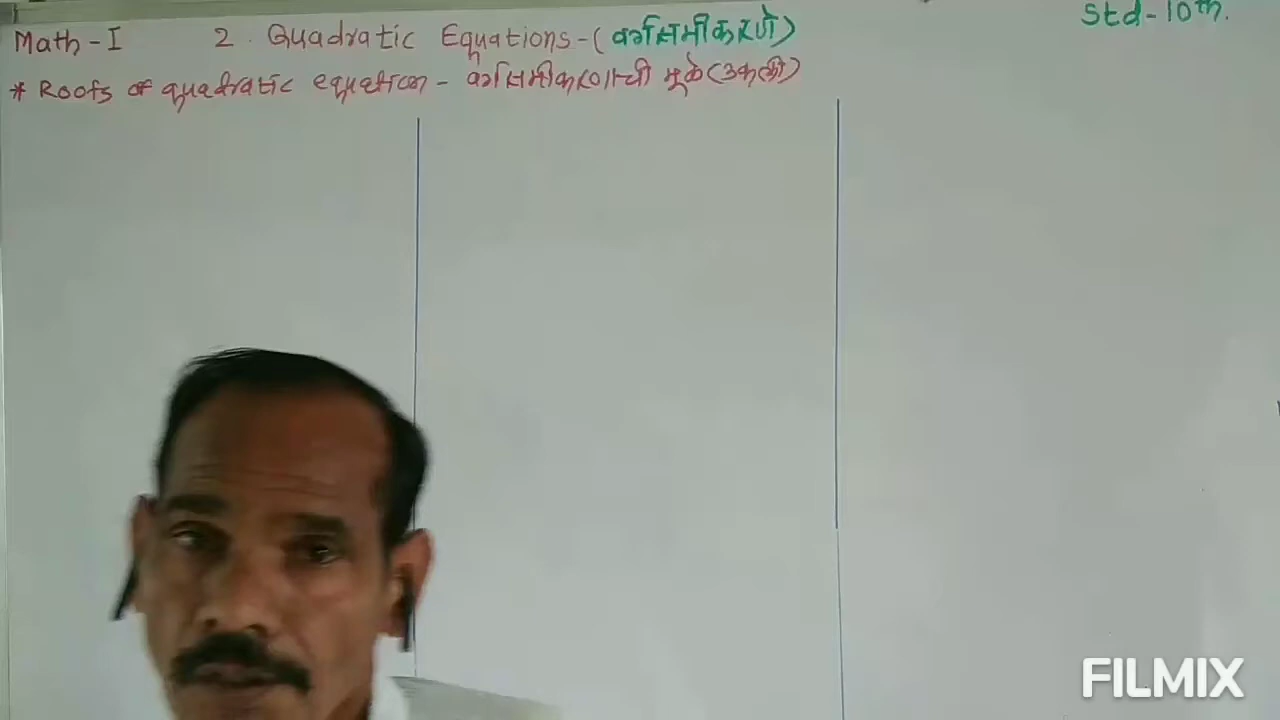 Math-I 2. Quadratic Equations-(वर्गसमीकरणे) Std-10th.
* Roots of quadratic equation - वर्गसमीकरणाची मूळे (उकली)
FILMIX